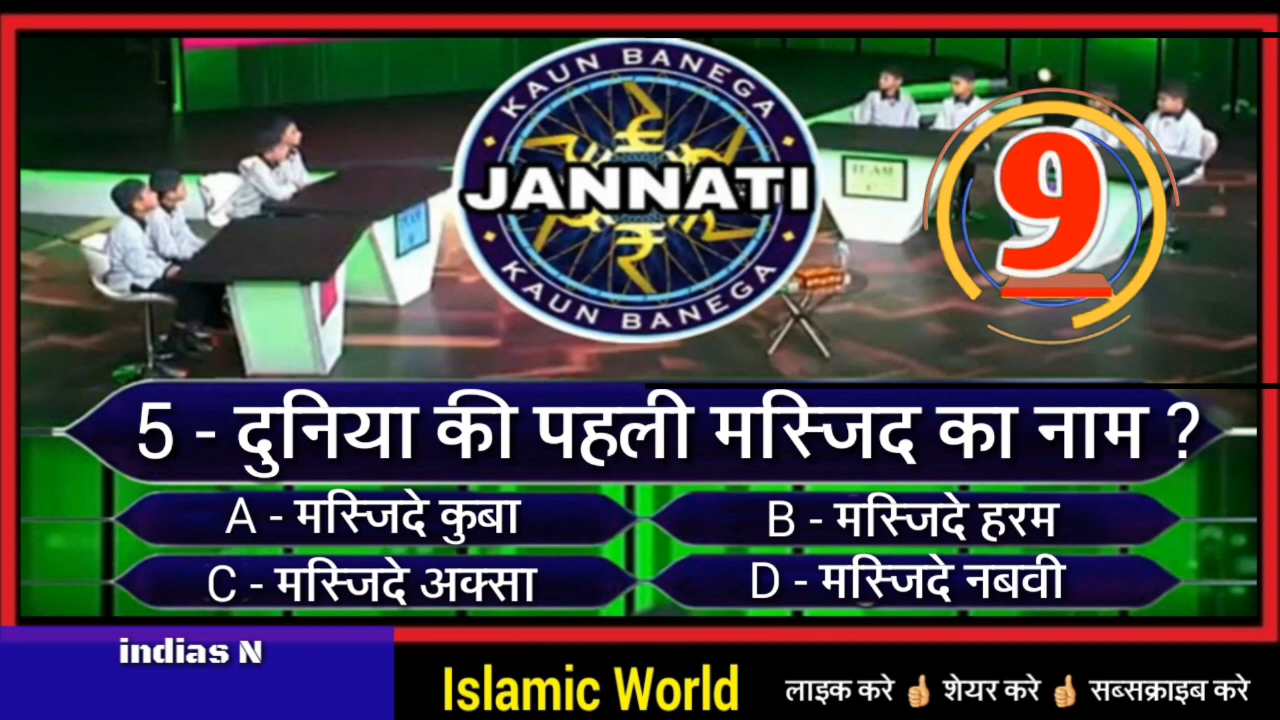 KAUN BANEGA
JANNATI
KAUN BANEGA
9
5 - दुनिया की पहली मस्जिद का नाम ?
A - मस्जिदे कुबा
B - मस्जिदे हरम
C - मस्जिदे अक्सा
D - मस्जिदे नबवी
indias N
Islamic World
लाइक करे 👍 शेयर करे 👍 सब्सक्राइब करे